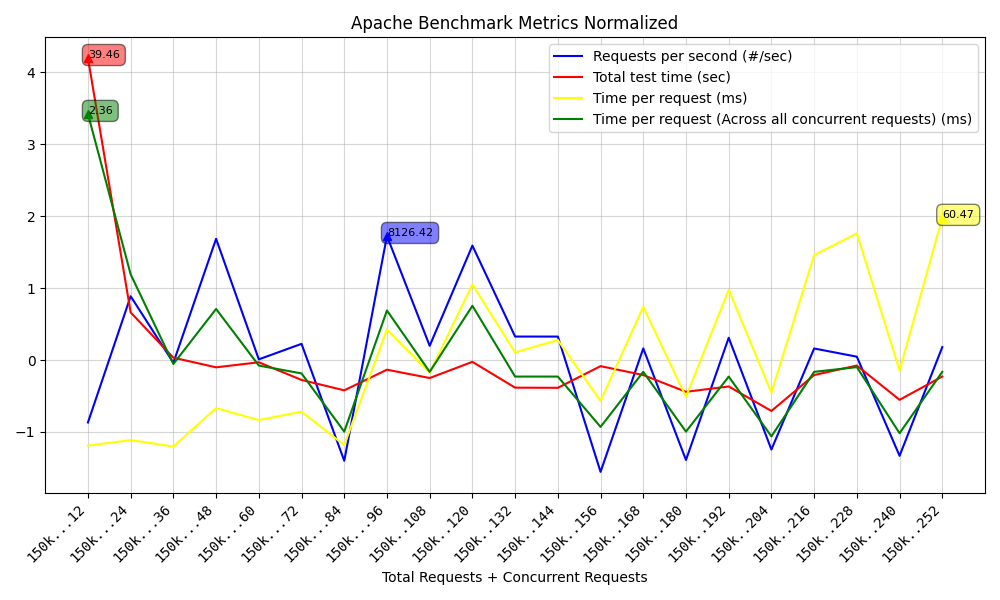 Apache Benchmark Metrics Normalized
39.46
2.36
8126.42
60.47
Requests per second (#/sec)
Total test time (sec)
Time per request (ms)
Time per request (Across all concurrent requests) (ms)
4
3
2
1
0
−1
150k...12
150k...24
150k...36
150k...48
150k...60
150k...72
150k...84
150k...96
150k...108
150k...120
150k...132
150k...144
150k...156
150k...168
150k...180
150k...192
150k...204
150k...216
150k...228
150k...240
150k...252
Total Requests + Concurrent Requests